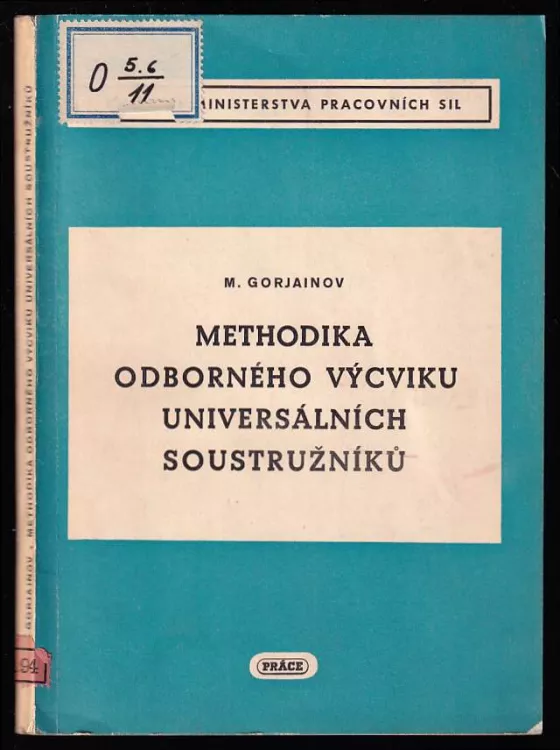 O 5.6
11
MINISTERSTVA PRACOVNÍCH SIL
M. GORJAINOV
METHODIKA
ODBORNÉHO VÝCVIKU
UNIVERSÁLNÍCH
SOUSTRUŽNÍKŮ
PRÁCE
GORJAINOV • METHODIKA ODBORNÉHO VÝCVIKU UNIVERSÁLNÍCH SOUSTRUŽNÍKŮ
94